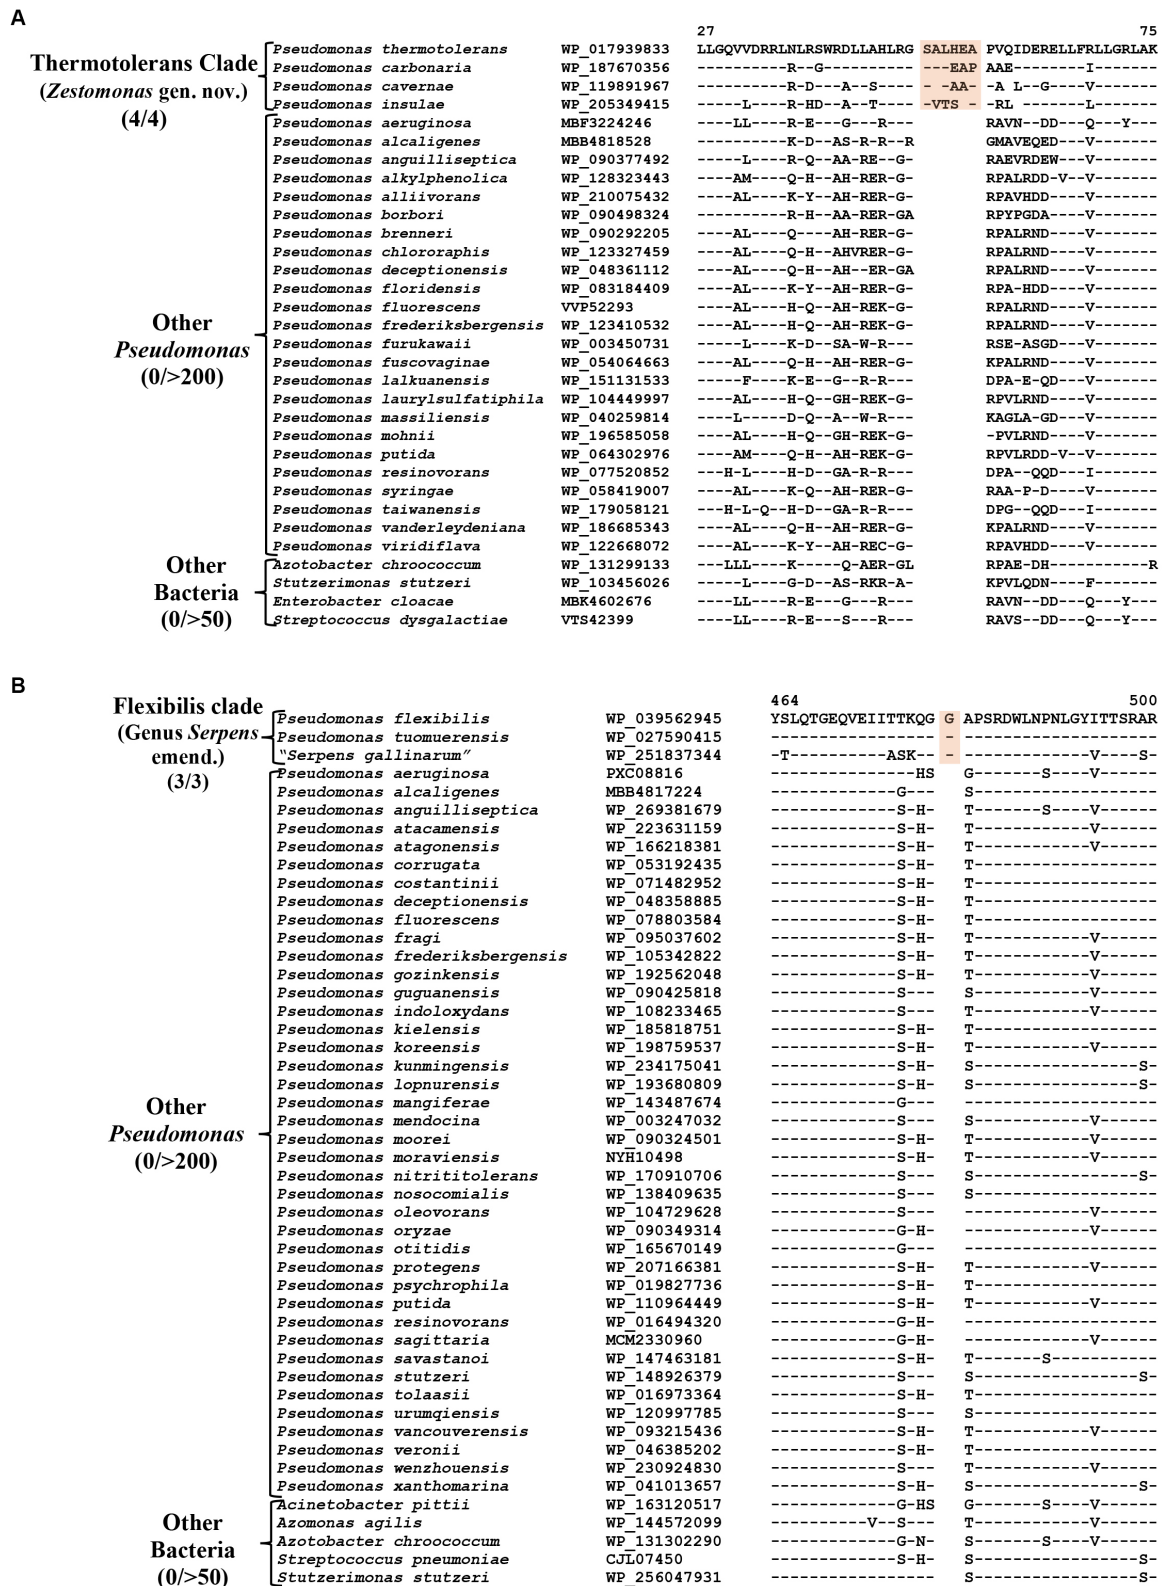 A
27 75
Thermotolerans Clade
(Zestomonas gen. nov.)
(4/4)
Pseudomonas thermotolerans WP_017939833 LLGQVVDRRLNLRSWRDLLAHLRG SALHEA PVQIDERELLFRLLGRLAK
Pseudomonas carbonaria WP_187670356 ----------R--G---------- ---EAP AAE--------I-------
Pseudomonas cavernae WP_119891967 ----------R-D---A--S---- - -AA- -A L--G----V-------
Pseudomonas insulae WP_205349415 -----L----R-HD--A--T---- -VTS - -RL --------L-------
Other
Pseudomonas
(0/>200)
Pseudomonas aeruginosa MBF3224246 ----LL----R-E---G---R--- RAVN--DD---Q---Y---
Pseudomonas alcaligenes MBB4818528 ----------K-D--AS-R--R GMAVEQED---V-------
Pseudomonas anguilliseptica WP_090377492 -----L----R-Q--AA-RE--G- RAEVRDEW---V-------
Pseudomonas alkylphenolica WP_128323443 ----AM----Q-H--AH-RER-G- RPALRDD-V-V-------
Pseudomonas alliivorans WP_210075432 ----AL----K-Y--AH-RER-G- RPAVHDD----V-------
Pseudomonas borbori WP_090498324 ----------R-H--AA-RER-GA RPYPGDA----V-------
Pseudomonas brenneri WP_090292205 ----AL----Q----AH-RER-G- RPALRND----V-------
Pseudomonas chlororaphis WP_123327459 ----AL----Q-H--AHVRER-G- RPALRND----V-------
Pseudomonas deceptionensis WP_048361112 ----AL----Q-H--AH--ER-GA RPALRND----V-------
Pseudomonas floridensis WP_083184409 ----AL----K-Y--AH-RER-G- RPA-HDD----V-------
Pseudomonas fluorescens VVP52293 ----AL----H-Q--AH-REK-G- RPALRND----V-------
Pseudomonas frederiksbergensis WP_123410532 ----AL----H-Q--AH-REK-G- RPALRND----V-------
Pseudomonas furukawaii WP_003450731 -----L----K-D--SA-W-R--- RSE-ASGD---V-------
Pseudomonas fuscovaginae WP_054064663 ----AL----Q-H--AH-RER-G- KPALRND----V-------
Pseudomonas lalkuanensis WP_151131533 -----F----K-E--G--R-R--- DPA-E-QD---V-------
Pseudomonas laurylsulfatiphila WP_104449997 ----AL----H-Q--GH-REK-G- RPVLRND----V-------
Pseudomonas massiliensis WP_040259814 ----L-----D-Q--A--W-R--- KAGLA-GD---V-------
Pseudomonas mohnii WP_196585058 ----AL----H-Q--GH-REK-G- -PVLRND----V-------
Pseudomonas putida WP_064302976 ----AM----Q-H--AH-REK-G- RPVLRDD-V-V-------
Pseudomonas resinovorans WP_077520852 ---H-L----H-D--GA-R-R--- DPA--QQD---I-------
Pseudomonas syringae WP_058419007 ----AL----K-Q--AH-RER-G- RAA-P-D----V-------
Pseudomonas taiwanensis WP_179058121 ---H-L-Q--H-D--GA-R-R--- DPG--QQD---I-------
Pseudomonas vanderleydeniana WP_186685343 ----AL----Q-H--AH-RER-G- KPALRND----V-------
Pseudomonas viridiflava WP_122668072 ----AL----K-Y--AH-REC-G- RPAVHDD----V-------
Other
Bacteria
(0/>50)
Azotobacter chroococcum WP_131299133 ---LLL----K-----Q-AER-GL RPAE-DH-----------R
Stutzerimonas stutzeri WP_103456026 -----L----G-D--AS-RKR-A- KPVLQDN----F-------
Enterobacter cloacae MBK4602676 ----LL----R-E---G---R--- RAVN--DD---Q---Y---
Streptococcus dysgalactiae VTS42399 ----LL----R-E---S---R--- RAVS--DD---Q---Y---
B
464 500
Flexibilis clade
(Genus Serpens
emend.)
(3/3)
Pseudomonas flexibilis WP_039562945 YSLQTGEQVEIITTKQG G APSRDWLNPNLGYITTSRAR
Pseudomonas tuomuerensis WP_027590415 ------------------ - ---------------------
“Serpens gallinarum” WP_251837344 -T-----------ASK-- - --------------V-----S-
Other
Pseudomonas
(0/>200)
Pseudomonas aeruginosa PXC08816 ----------------HS G--------S-----V------
Pseudomonas alcaligenes MBB4817224 --------------G--- S--------------------
Pseudomonas anguilliseptica WP_269381679 --------------S-H- T--------S-----V------
Pseudomonas atacamensis WP_223631159 --------------S-H- T-------------V------
Pseudomonas atagonensis WP_166218381 --------------S-H- T-------------V------
Pseudomonas corrugata WP_053192435 --------------S-H- T--------------------
Pseudomonas costantinii WP_071482952 --------------S-H- T--------------------
Pseudomonas deceptionensis WP_048358885 --------------S-H- T--------------------
Pseudomonas fluorescens WP_078803584 --------------S-H- T--------------------
Pseudomonas fragi WP_095037602 --------------S-H- T-------------V------
Pseudomonas frederiksbergensis WP_105342822 --------------S-H- T-------------V------
Pseudomonas gozinkensis WP_192562048 --------------S-H- T-------------V------
Pseudomonas guguanensis WP_090425818 --------------S--- S-------------V------
Pseudomonas indoloxydans WP_108233465 --------------S--- T-------------V------
Pseudomonas kielensis WP_185818751 --------------S-H- T--------------------
Pseudomonas koreensis WP_198759537 --------------S-H- T-------------V------
Pseudomonas kunmingensis WP_234175041 --------------S-H- S------------------S-
Pseudomonas lopnurensis WP_193680809 --------------S-H- S------------------S-
Pseudomonas mangiferae WP_143487674 --------------G--- ---------------------
Pseudomonas mendocina WP_003247032 --------------S--- S-------------V------
Pseudomonas moorei WP_090324501 --------------S-H- T-------------V------
Pseudomonas moraviensis NYH10498 --------------S-H- T-------------V------
Pseudomonas nitrititolerans WP_170910706 --------------S--- S------------------S-
Pseudomonas nosocomialis WP_138409635 --------------S--- S--------------------
Pseudomonas oleovorans WP_104729628 --------------S--- --------------V------
Pseudomonas oryzae WP_090349314 --------------G-H- --------------V------
Pseudomonas otitidis WP_165670149 --------------G--- ---------------------
Pseudomonas protegens WP_207166381 --------------S-H- T-------------V------
Pseudomonas psychrophila WP_019827736 --------------S-H- T--------------------
Pseudomonas putida WP_110964449 --------------S-H- T-------------V------
Pseudomonas resinovorans WP_016494320 --------------G-H- ---------------------
Pseudomonas sagittaria MCM2330960 --------------G-H- --------------V------
Pseudomonas savastanoi WP_147463181 --------------S-H- T--------S-----------
Pseudomonas stutzeri WP_148926379 --------------S--- S------------------S-
Pseudomonas tolaasii WP_016973364 --------------S-H- T--------------------
Pseudomonas urumqiensis WP_120997785 --------------S--- S--------------------
Pseudomonas vancouverensis WP_093215436 --------------S-H- T-------------V------
Pseudomonas veronii WP_046385202 --------------S-H- T--------------------
Pseudomonas wenzhouensis WP_230924830 --------------S--- T-------------V------
Pseudomonas xanthomarina WP_041013657 --------------S-H- S------------------S-
Other
Bacteria
(0/>50)
Acinetobacter pittii WP_163120517 --------------G-HS G--------S----V------
Azomonas agilis WP_144572099 -----------V--S--- T-------------V------
Azotobacter chroococcum WP_131302290 --------------G-N- S--------S----V------
Streptococcus pneumoniae CJL07450 --------------S-H- S------------------S-
Stutzerimonas stutzeri WP_256047931 --------------S--- S------------------S-